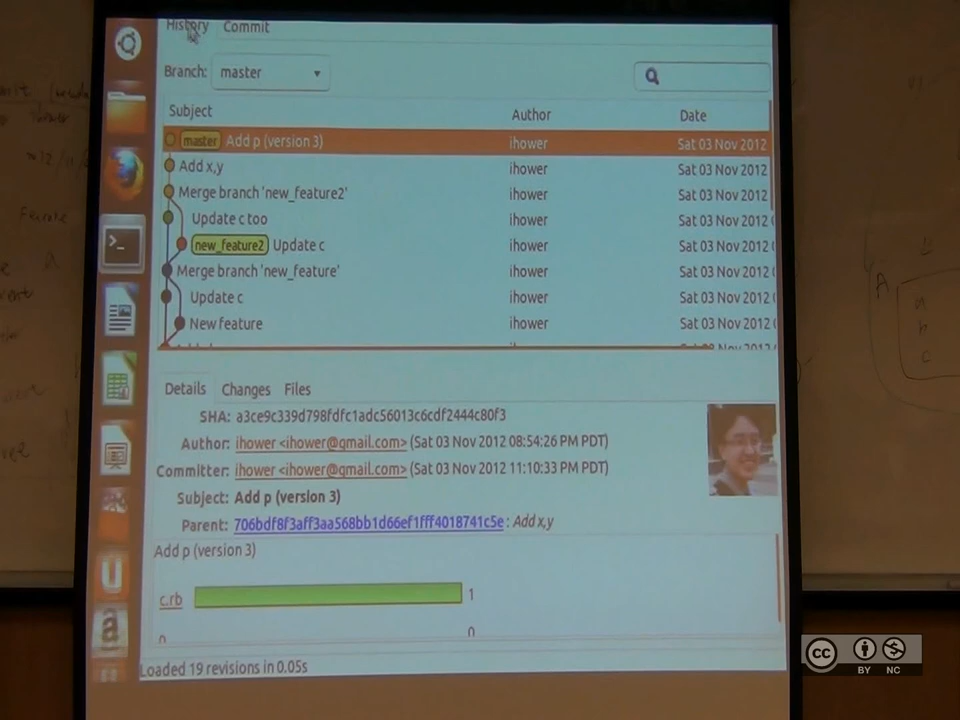 History Commit
Branch: master
Subject Author Date
master Add p (version 3) ihower Sat 03 Nov 2012
Add x,y ihower Sat 03 Nov 2012
Merge branch 'new_feature2' ihower Sat 03 Nov 2012
Update c too ihower Sat 03 Nov 2012
new_feature2 Update c ihower Sat 03 Nov 2012
Merge branch 'new_feature' ihower Sat 03 Nov 2012
Update c ihower Sat 03 Nov 2012
New feature ihower Sat 03 Nov 2012
Details Changes Files
SHA: a3ce9c339d798fdfc1adc56013c6cdf2444c80f3
Author: ihower <ihower@gmail.com> (Sat 03 Nov 2012 08:54:26 PM PDT)
Committer: ihower <ihower@gmail.com> (Sat 03 Nov 2012 11:10:33 PM PDT)
Subject: Add p (version 3)
Parent: 706bdf8f3aff3aa568bb1d66ef1fff4018741c5e: Add x,y
Add p (version 3)
c.rb 1
0 0
Loaded 19 revisions in 0.05s
cc BY NC